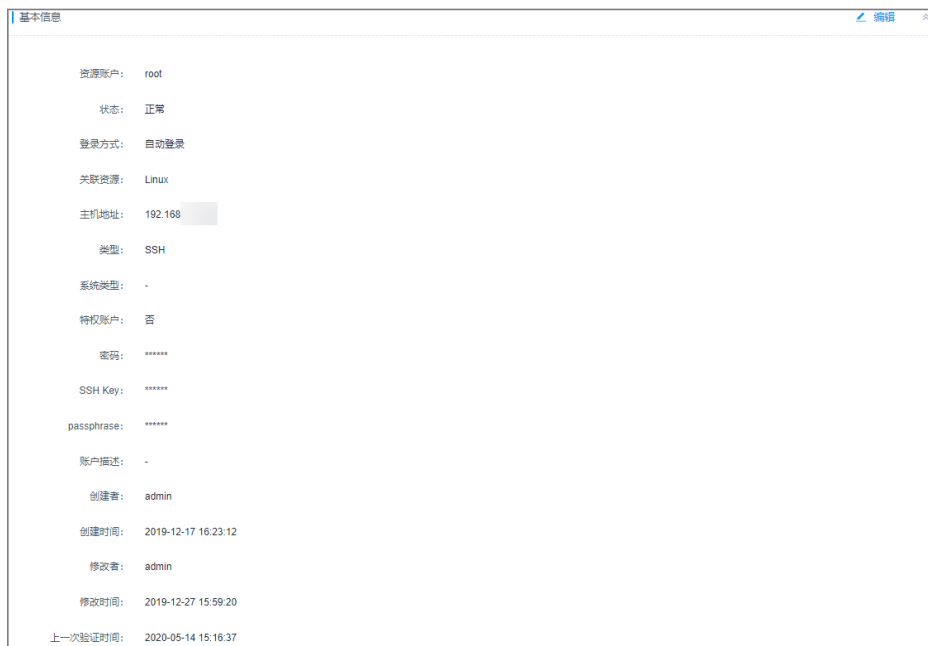 基本信息 编辑
资源账户： root
状态： 正常
登录方式： 自动登录
关联资源： Linux
主机地址： 192.168
类型： SSH
系统类型： -
特权账户： 否
密码： ******
SSH Key： ******
passphrase： ******
账户描述： -
创建者： admin
创建时间： 2019-12-17 16:23:12
修改者： admin
修改时间： 2019-12-27 15:59:20
上一次验证时间： 2020-05-14 15:16:37